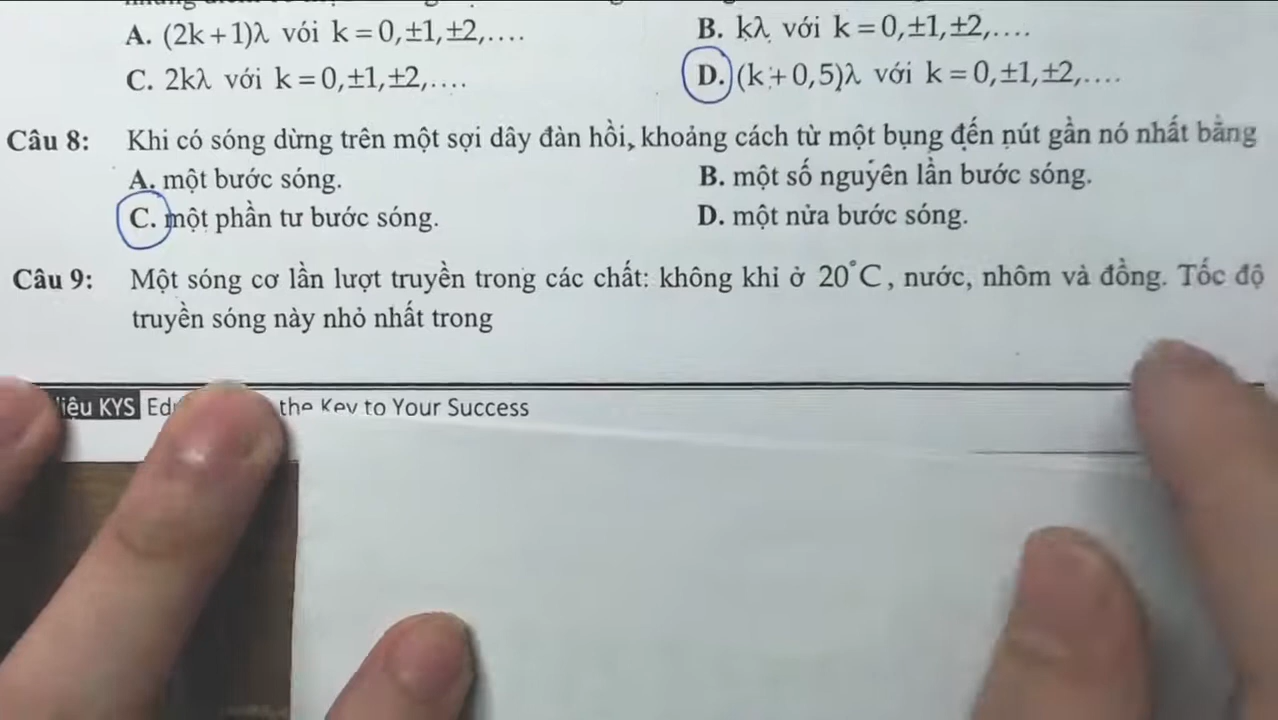 A. (2k+1)λ vói k=0,±1,±2,.... B. kλ với k=0,±1,±2,....
C. 2kλ với k=0,±1,±2,.... D. (k+0,5)λ với k=0,±1,±2,....
Câu 8: Khi có sóng dừng trên một sợi dây đàn hồi, khoảng cách từ một bụng đến nút gần nó nhất bằng
A. một bước sóng. B. một số nguyên lần bước sóng.
C. một phần tư bước sóng. D. một nửa bước sóng.
Câu 9: Một sóng cơ lần lượt truyền trong các chất: không khi ở 20°C, nước, nhôm và đồng. Tốc độ
truyền sóng này nhỏ nhất trong
KYS the Key to Your Success